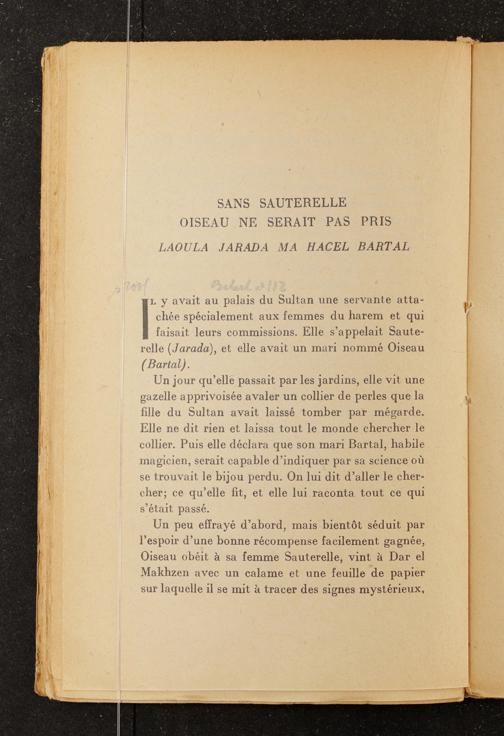 SANS SAUTERELLE
OISEAU NE SERAIT PAS PRIS
LAOULA JARADA MA HACEL BARTAL
IL y avait au palais du Sultan une servante atta-
chée spécialement aux femmes du harem et qui
faisait leurs commissions. Elle s'appelait Saute-
relle (Jarada), et elle avait un mari nommé Oiseau
(Bartal).
Un jour qu'elle passait par les jardins, elle vit une
gazelle apprivoisée avaler un collier de perles que la
fille du Sultan avait laissé tomber par mégarde.
Elle ne dit rien et laissa tout le monde chercher le
collier. Puis elle déclara que son mari Bartal, habile
magicien, serait capable d'indiquer par sa science où
se trouvait le bijou perdu. On lui dit d'aller le cher-
cher; ce qu'elle fit, et elle lui raconta tout ce qui
s'était passé.
Un peu effrayé d'abord, mais bientôt séduit par
l'espoir d'une bonne récompense facilement gagnée,
Oiseau obéit à sa femme Sauterelle, vint à Dar el
Makhzen avec un calame et une feuille de papier
sur laquelle il se mit à tracer des signes mystérieux,